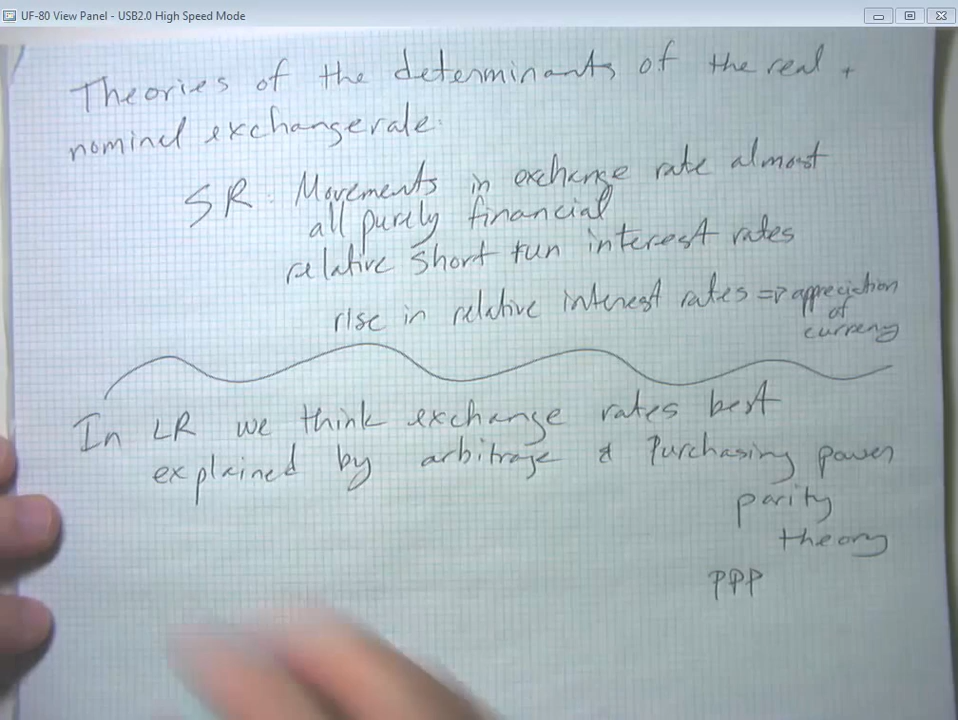 UF-80 View Panel - USB2.0 High Speed Mode
Theories of the determinants of the real +
nominal exchange rate.
SR: Movements in exchange rate almost
all purely financial
relative short run interest rates
rise in relative interest rates => appreciation
of
currency
In LR we think exchange rates best
explained by arbitrage & Purchasing power
parity
theory
PPP